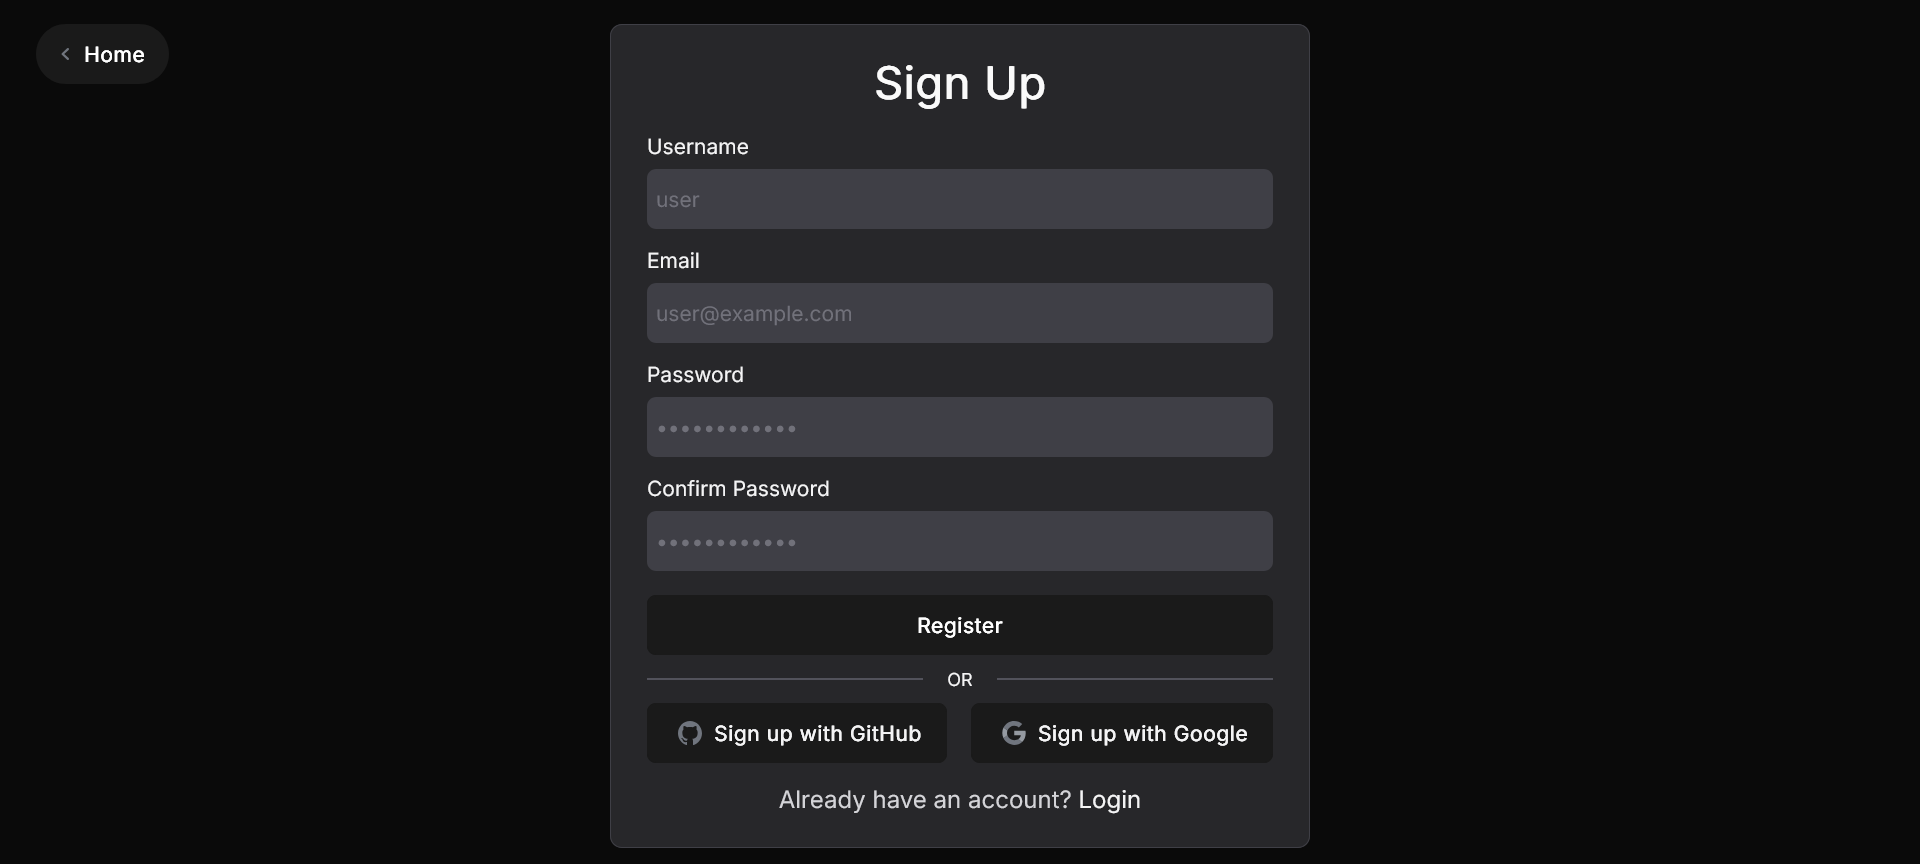 Home
Sign Up
Username
user
Email
user@example.com
Password
••••••••••••
Confirm Password
••••••••••••
Register
OR
Sign up with GitHub
Sign up with Google
Already have an account? Login